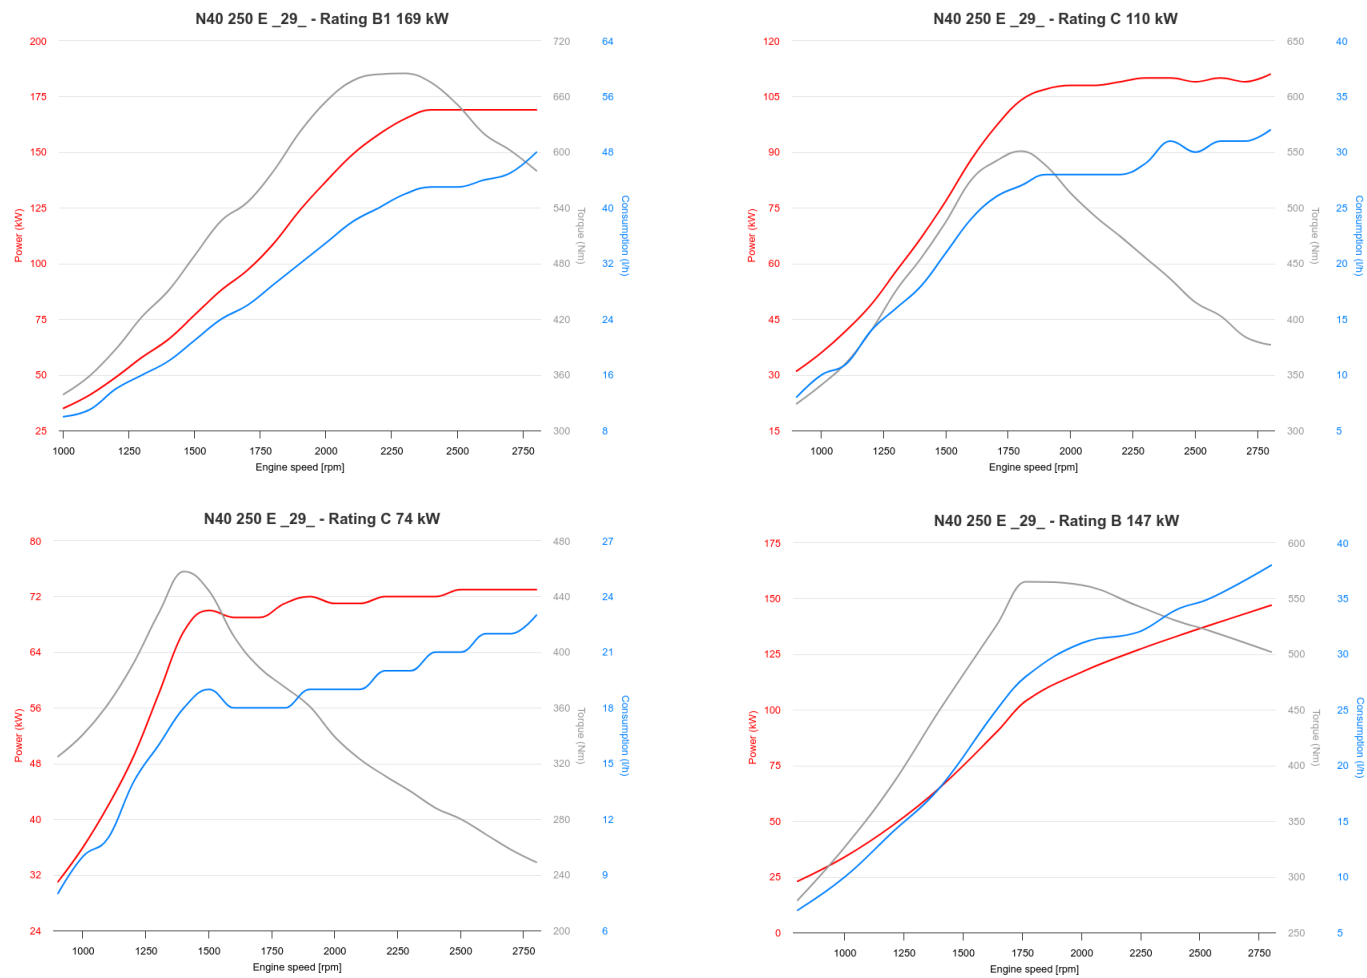 N40 250 E _29_ - Rating B1 169 kW
200 720 64
175 660 56
150 600 48
125 540 40
100 480 32
75 420 24
50 360 16
25 300 8
Power (kW)
Torque (Nm)
Consumption (l/h)
1000 1250 1500 1750 2000 2250 2500 2750
Engine speed [rpm]
N40 250 E _29_ - Rating C 110 kW
120 650 40
105 600 35
90 550 30
75 500 25
60 450 20
45 400 15
30 350 10
15 300 5
Power (kW)
Torque (Nm)
Consumption (l/h)
1000 1250 1500 1750 2000 2250 2500 2750
Engine speed [rpm]
N40 250 E _29_ - Rating C 74 kW
80 480 27
72 440 24
64 400 21
56 360 18
48 320 15
40 280 12
32 240 9
24 200 6
Power (kW)
Torque (Nm)
Consumption (l/h)
1000 1250 1500 1750 2000 2250 2500 2750
Engine speed [rpm]
N40 250 E _29_ - Rating B 147 kW
175 600 40
150 550 35
125 500 30
100 450 25
75 400 20
50 350 15
25 300 10
0 250 5
Power (kW)
Torque (Nm)
Consumption (l/h)
1000 1250 1500 1750 2000 2250 2500 2750
Engine speed [rpm]